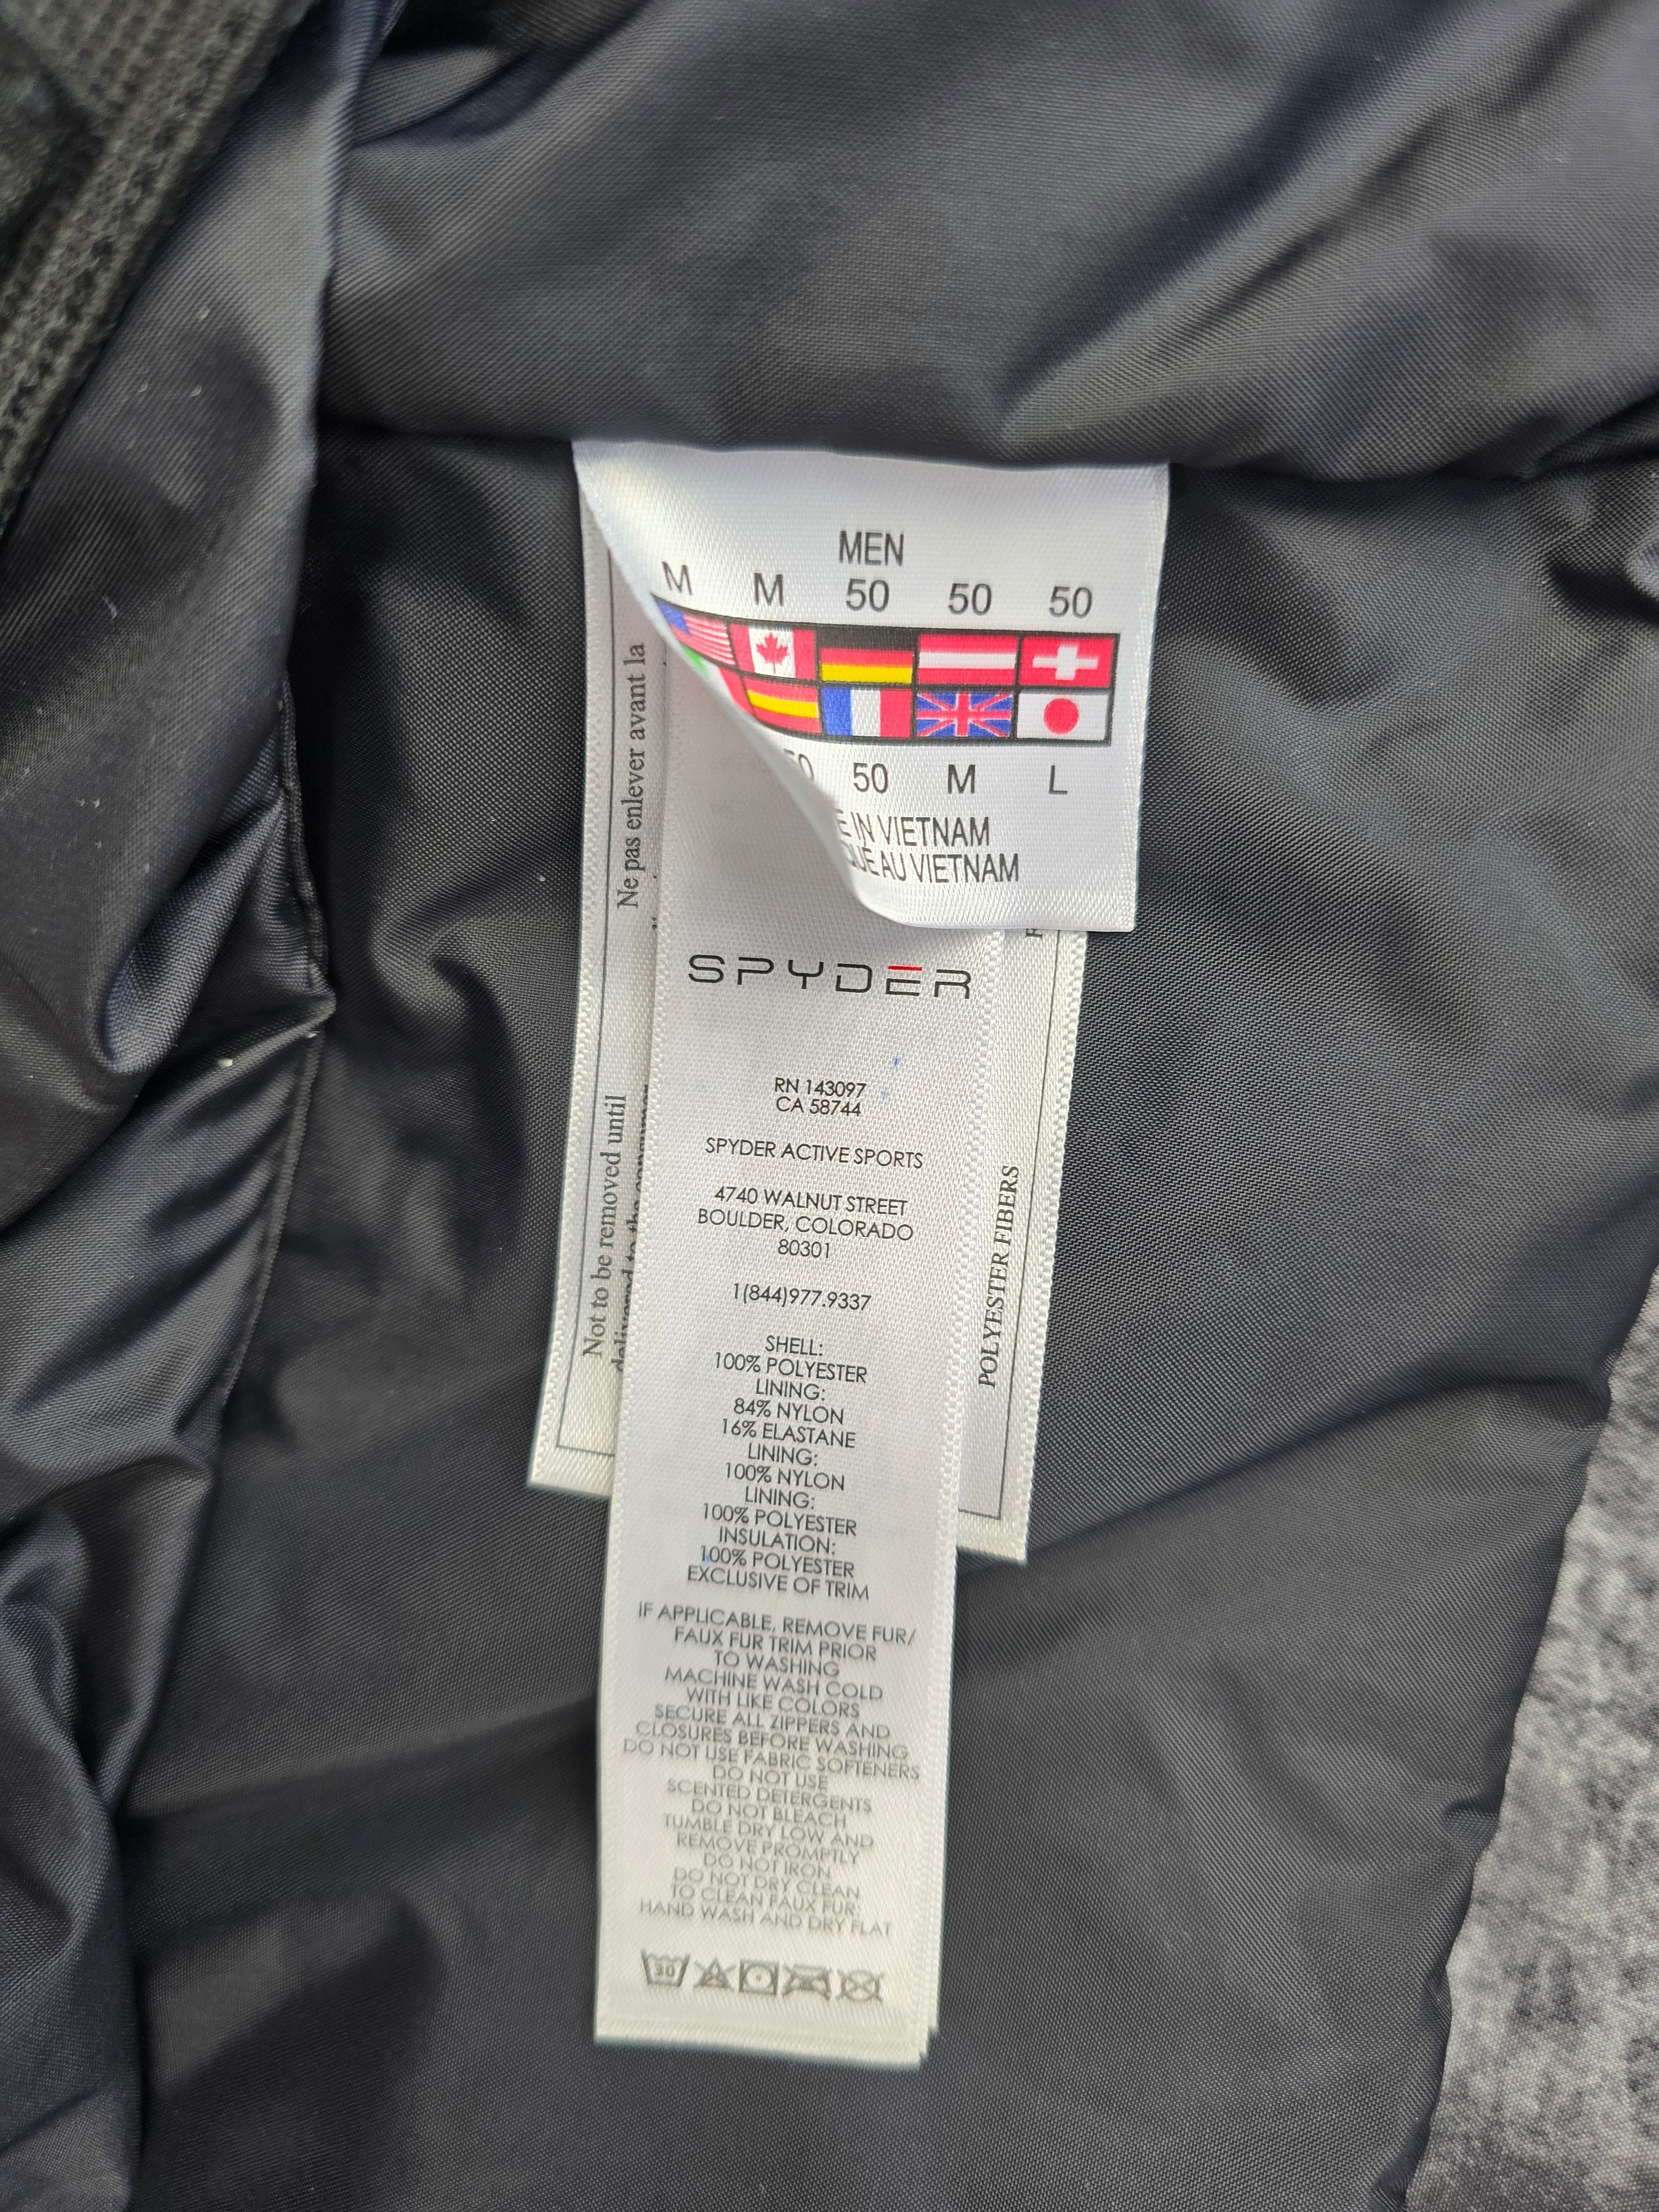 MEN
M M 50 50 50
50 50 M L
E IN VIETNAM
QUÉ AU VIETNAM
Ne pas enlever avant la
Not to be removed until
delivered to the consumer
POLYESTER FIBERS
SPYDER
RN 143097
CA 58744
SPYDER ACTIVE SPORTS
4740 WALNUT STREET
BOULDER, COLORADO
80301
1(844)977.9337
SHELL:
100% POLYESTER
LINING:
84% NYLON
16% ELASTANE
LINING:
100% NYLON
LINING:
100% POLYESTER
INSULATION:
100% POLYESTER
EXCLUSIVE OF TRIM
IF APPLICABLE, REMOVE FUR/
FAUX FUR TRIM PRIOR
TO WASHING
MACHINE WASH COLD
WITH LIKE COLORS
SECURE ALL ZIPPERS AND
CLOSURES BEFORE WASHING
DO NOT USE FABRIC SOFTENERS
DO NOT USE
SCENTED DETERGENTS
DO NOT BLEACH
TUMBLE DRY LOW AND
REMOVE PROMPTLY
DO NOT IRON
DO NOT DRY CLEAN
TO CLEAN FAUX FUR:
HAND WASH AND DRY FLAT
30